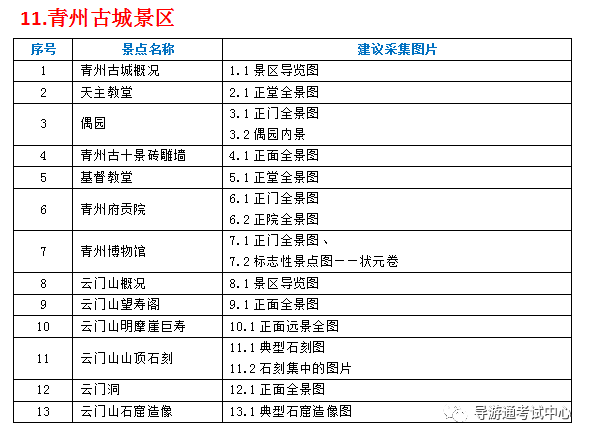 11.青州古城景区
序号 景点名称 建议采集图片
1 青州古城概况 1.1 景区导览图
2 天主教堂 2.1 正堂全景图
3 偶园 3.1 正门全景图
3.2 偶园内景
4 青州古十景砖雕墙 4.1 正面全景图
5 基督教堂 5.1 正堂全景图
6 青州府贡院 6.1 正门全景图
6.2 正院全景图
7 青州博物馆 7.1 正门全景图、
7.2 标志性景点图——状元卷
8 云门山概况 8.1 景区导览图
9 云门山望寿阁 9.1 正面全景图
10 云门山明摩崖巨寿 10.1 正面远景全图
11 云门山山顶石刻 11.1 典型石刻图
11.2 石刻集中的图片
12 云门洞 12.1 正面全景图
13 云门山石窟造像 13.1 典型石窟造像图
导游通考试中心